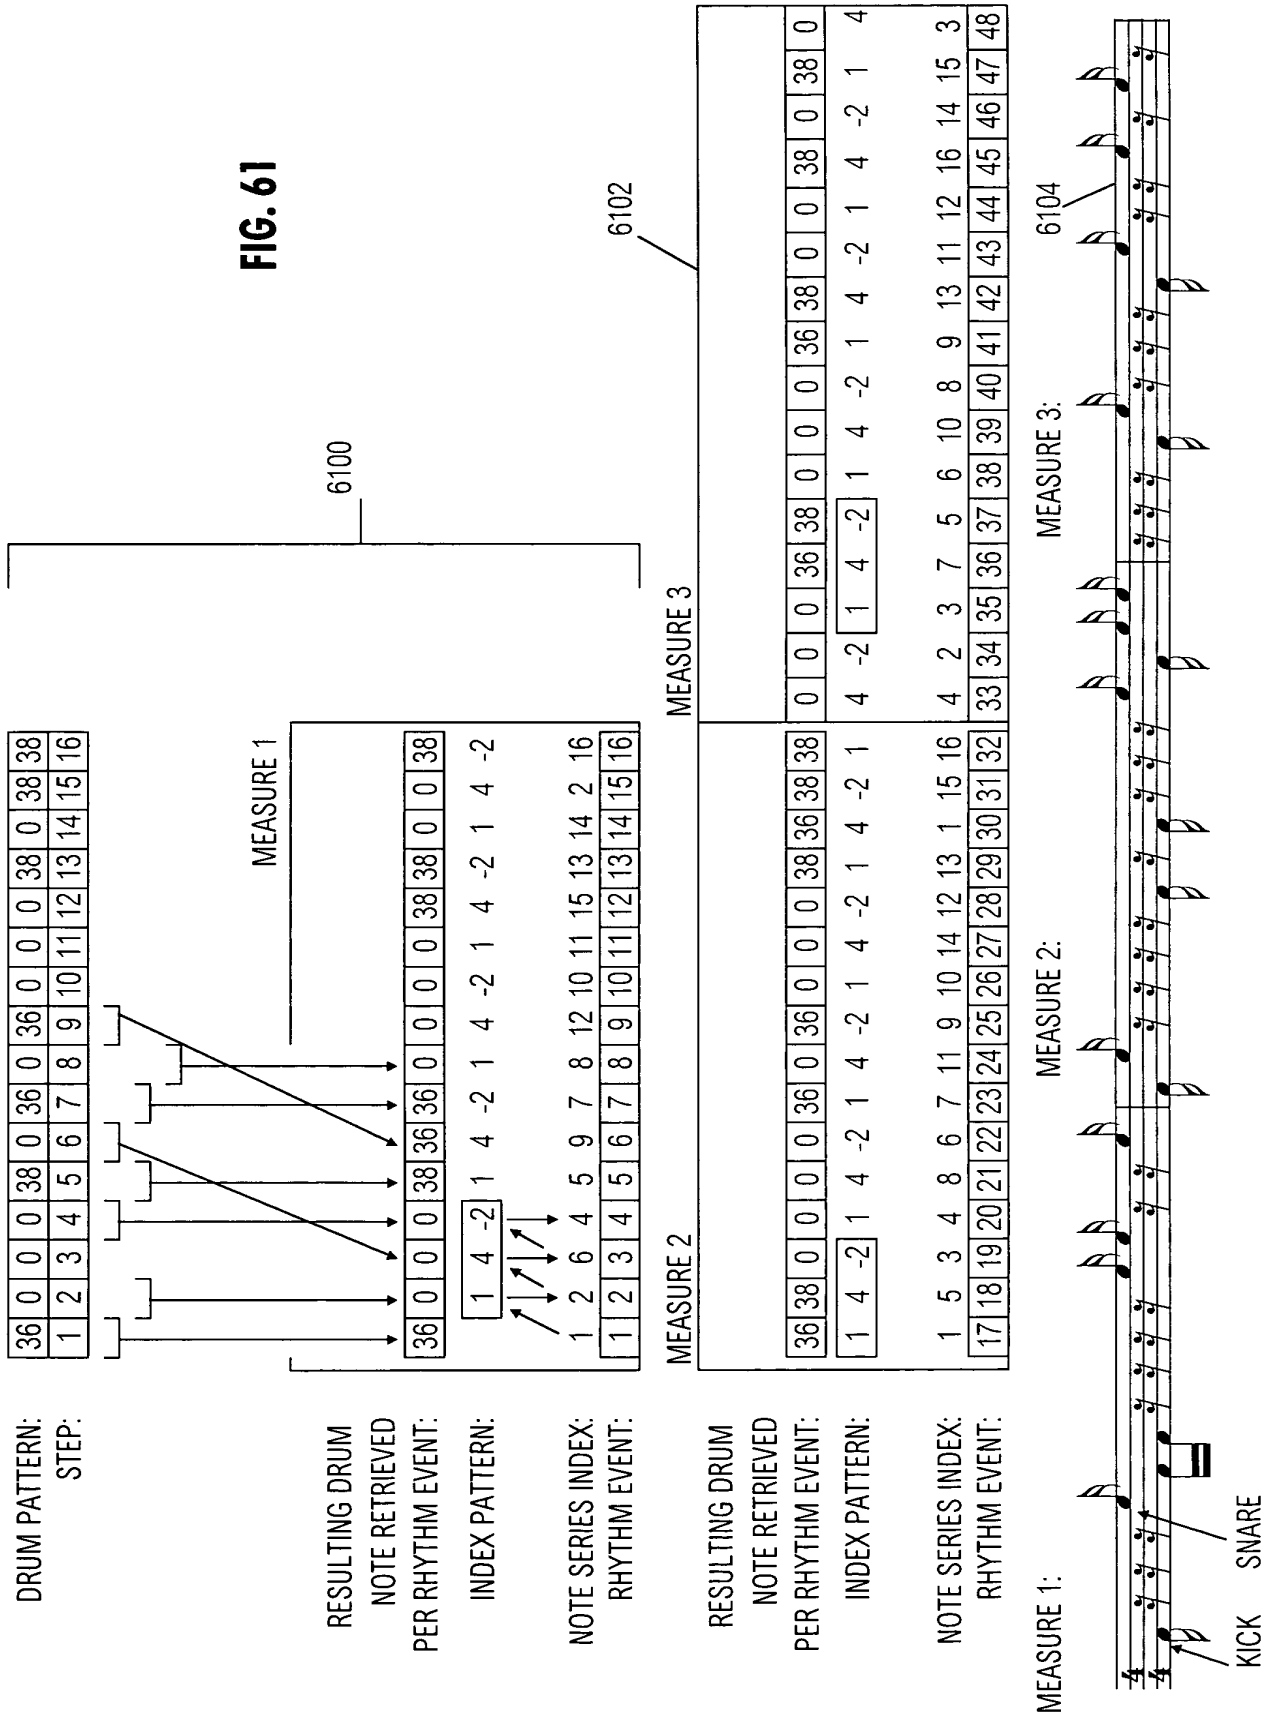 DRUM PATTERN: 36 0 0 0 38 0 36 0 36 0 0 0 38 0 38 38
STEP: 1 2 3 4 5 6 7 8 9 10 11 12 13 14 15 16
FIG. 61
6100
MEASURE 1
RESULTING DRUM
NOTE RETRIEVED
PER RHYTHM EVENT: 36 0 0 0 38 36 36 0 0 0 0 38 38 0 0 38
INDEX PATTERN: 1 4 -2 1 4 -2 1 4 -2 1 4 -2 1 4 -2
NOTE SERIES INDEX: 1 2 6 4 5 9 7 8 12 10 11 15 13 14 2 16
RHYTHM EVENT: 1 2 3 4 5 6 7 8 9 10 11 12 13 14 15 16
6102
MEASURE 2 MEASURE 3
RESULTING DRUM
NOTE RETRIEVED
PER RHYTHM EVENT: 36 38 0 0 0 0 36 0 36 0 0 0 38 36 38 38 0 0 0 36 38 0 0 0 36 38 0 0 38 0 38 0
INDEX PATTERN: 1 4 -2 1 4 -2 1 4 -2 1 4 -2 1 4 -2 1 4 -2 1 4 -2 1 4 -2 1 4 -2 1 4 -2 1 4
NOTE SERIES INDEX: 1 5 3 4 8 6 7 11 9 10 14 12 13 1 15 16 4 2 3 7 5 6 10 8 9 13 11 12 16 14 15 3
RHYTHM EVENT: 17 18 19 20 21 22 23 24 25 26 27 28 29 30 31 32 33 34 35 36 37 38 39 40 41 42 43 44 45 46 47 48
MEASURE 1: MEASURE 2: MEASURE 3: 6104
4
4
KICK SNARE